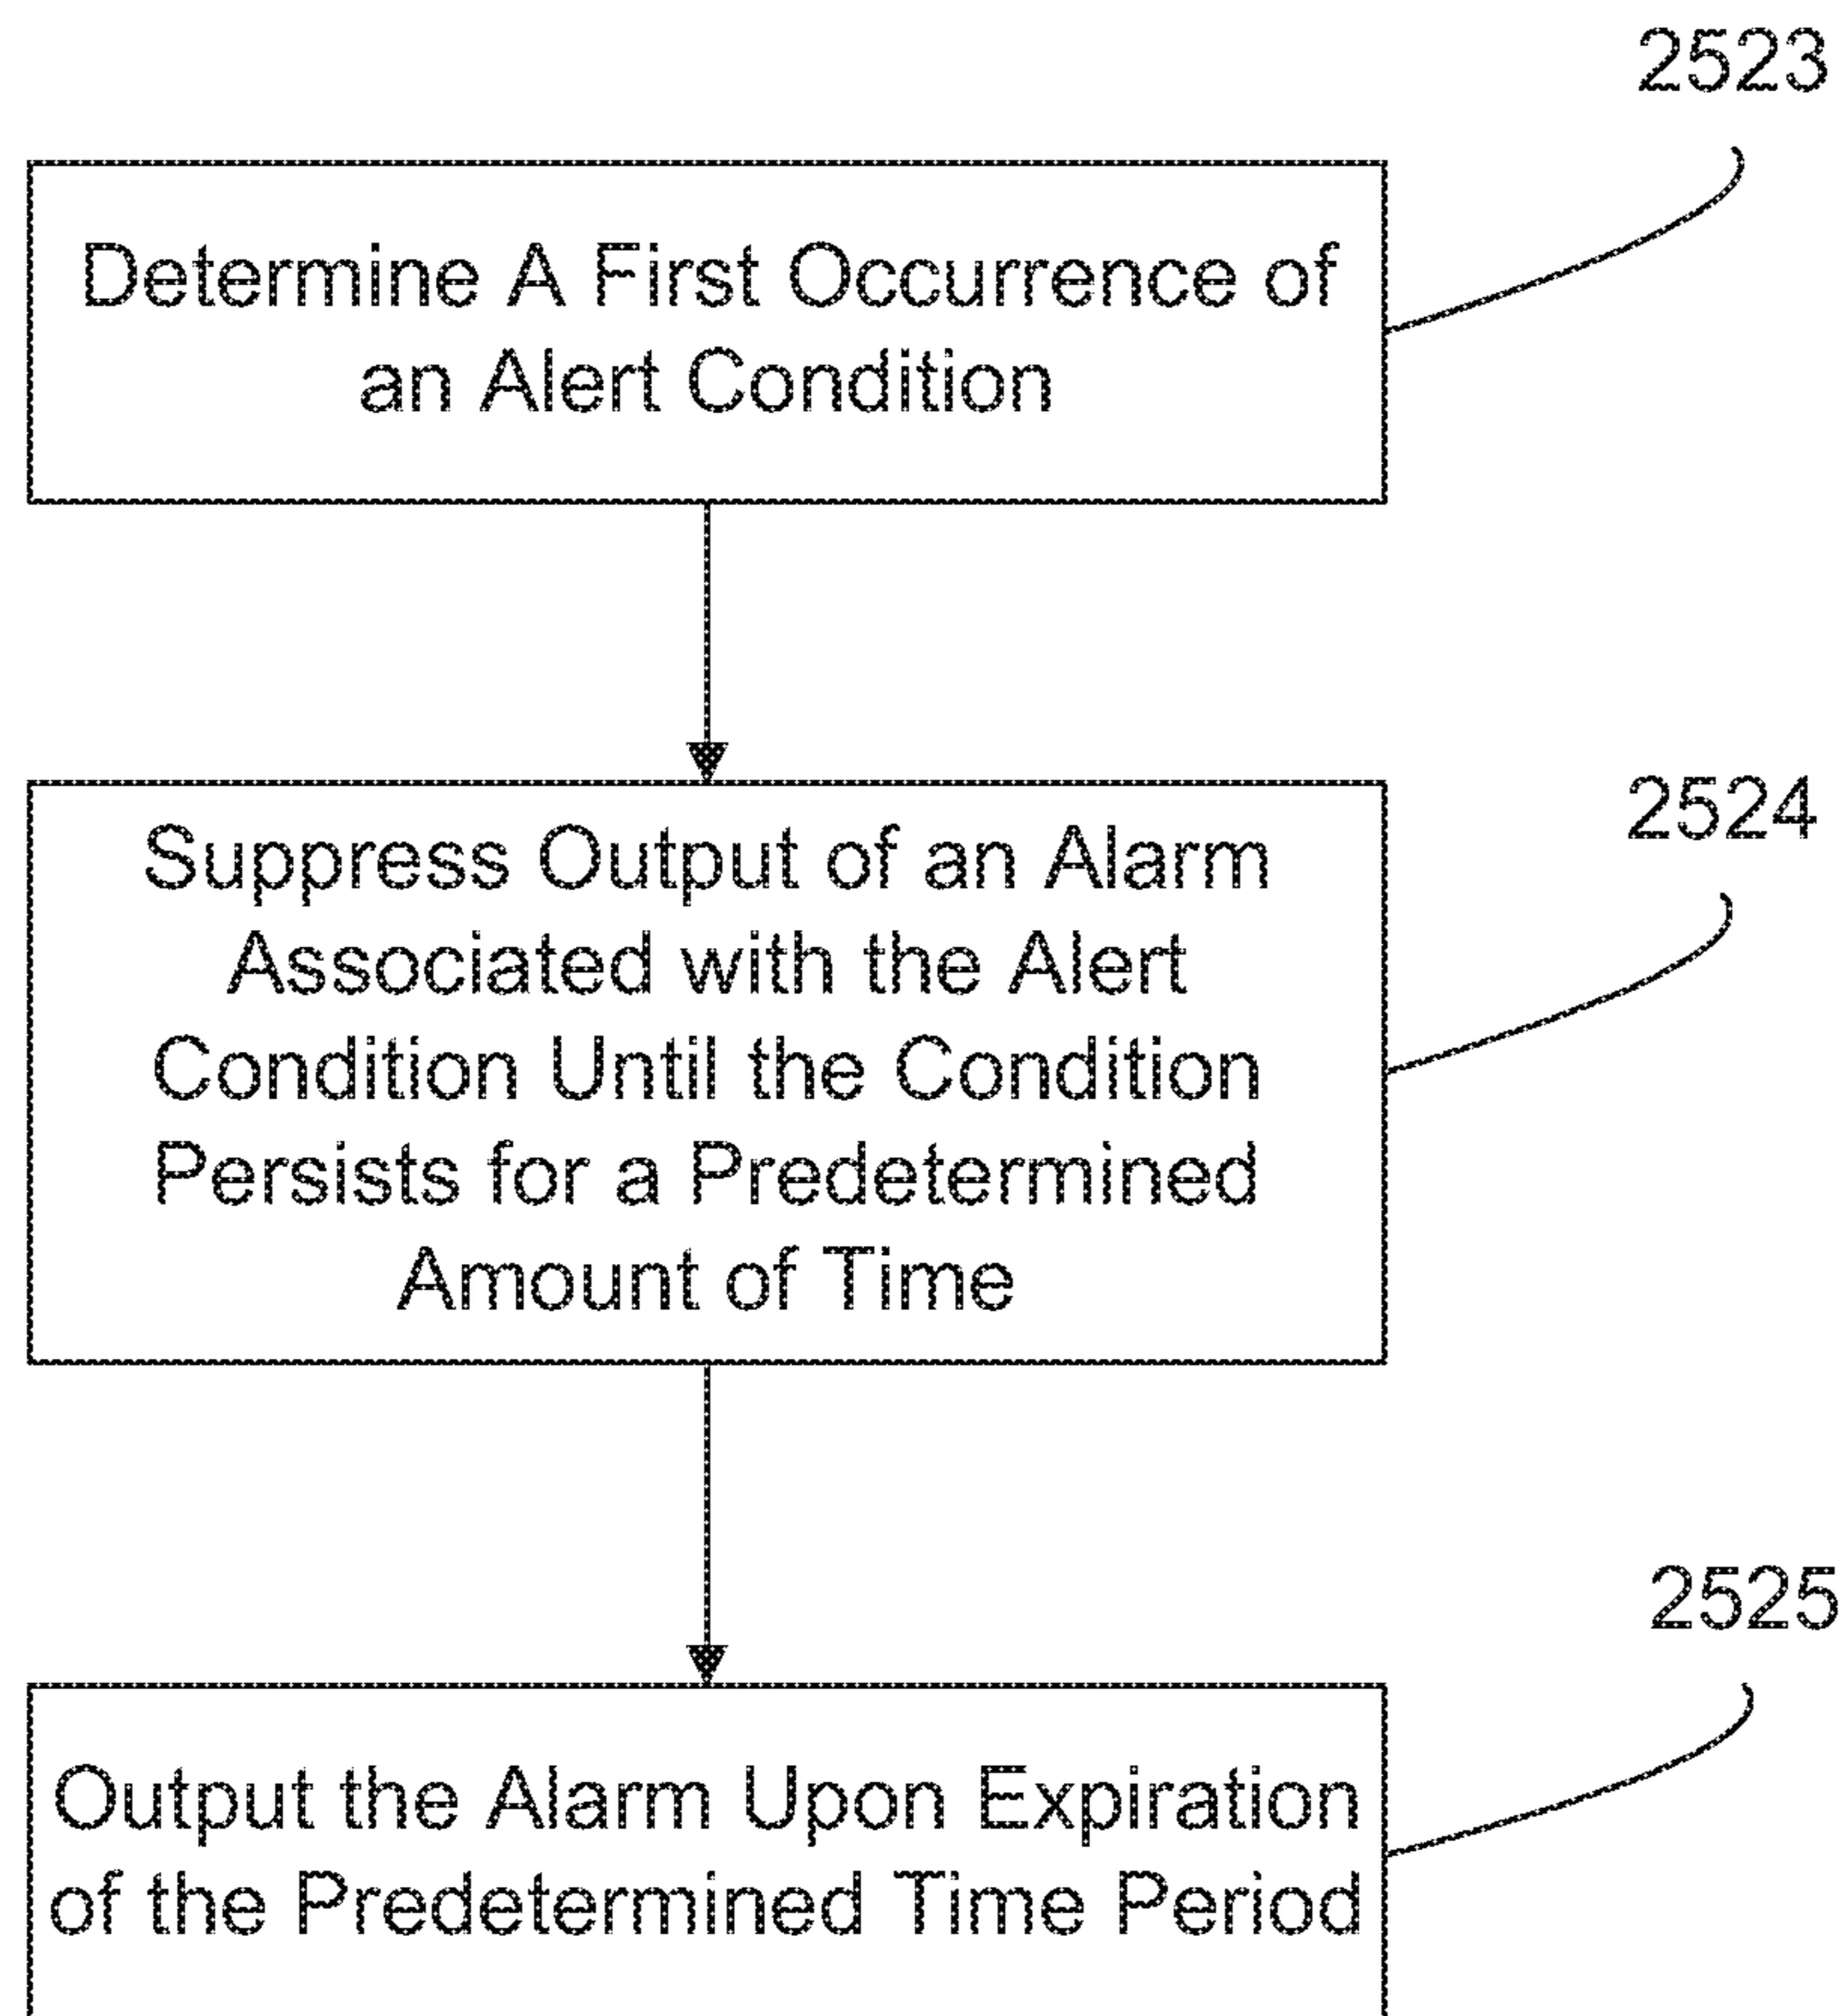 2523
Determine A First Occurrence of
an Alert Condition
2524
Suppress Output of an Alarm
Associated with the Alert
Condition Until the Condition
Persists for a Predetermined
Amount of Time
2525
Output the Alarm Upon Expiration
of the Predetermined Time Period